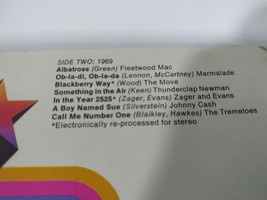 SIDE TWO: 1969
Albatross (Green) Fleetwood Mac
Ob-la-di, Ob-la-da (Lennon, McCartney) Marmalade
Blackberry Way* (Wood) The Move
Something in the Air (Keen) Thunderclap Newman
In the Year 2525* (Zager, Evans) Zager and Evans
A Boy Named Sue (Silverstein) Johnny Cash
Call Me Number One (Blaikley, Hawkes) The Tremeloes
*Electronically re-processed for stereo